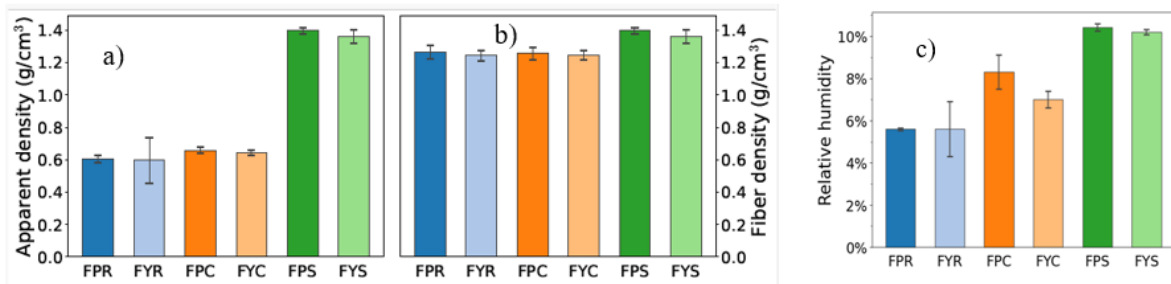 Apparent density (g/cm³)
1.4
1.2
1.0
0.8
0.6
0.4
0.2
0.0
a)
FPR FYR FPC FYC FPS FYS
b)
FPR FYR FPC FYC FPS FYS
1.4
1.2
1.0
0.8
0.6
0.4
0.2
0.0
Fiber density (g/cm³)
Relative humidity
10%
8%
6%
4%
2%
0%
c)
FPR FYR FPC FYC FPS FYS